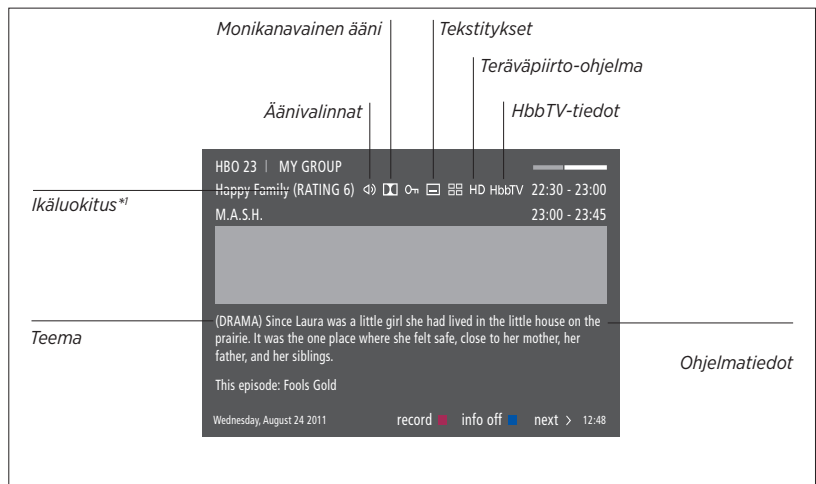 Monikanavainen ääni
Tekstitykset
Teräväpiirto-ohjelma
Äänivalinnat
HbbTV-tiedot
HBO 23 | MY GROUP
Happy Family (RATING 6) HD HbbTV 22:30 - 23:00
Ikäluokitus*1
M.A.S.H. 23:00 - 23:45
(DRAMA) Since Laura was a little girl she had lived in the little house on the
prairie. It was the one place where she felt safe, close to her mother, her
father, and her siblings.
Teema
Ohjelmatiedot
This episode: Fools Gold
Wednesday, August 24 2011 record info off next > 12:48